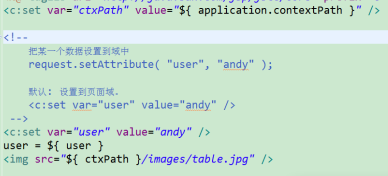 <c:set var="ctxPath" value="${ application.contextPath }" />
<!--
把某一个数据设置到域中
request.setAttribute( "user", "andy" );
默认: 设置到页面域.
<c:set var="user" value="andy" />
-->
<c:set var="user" value="andy" />
user = ${ user }
<img src="${ ctxPath }/images/table.jpg" />